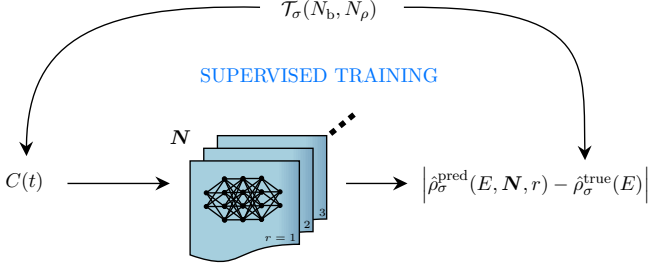 𝒯_σ(N_b, N_ρ)
SUPERVISED TRAINING
𝑵
3
2
r = 1
C(t)
|ρ̂_σ^pred(E, 𝑵, r) − ρ̂_σ^true(E)|